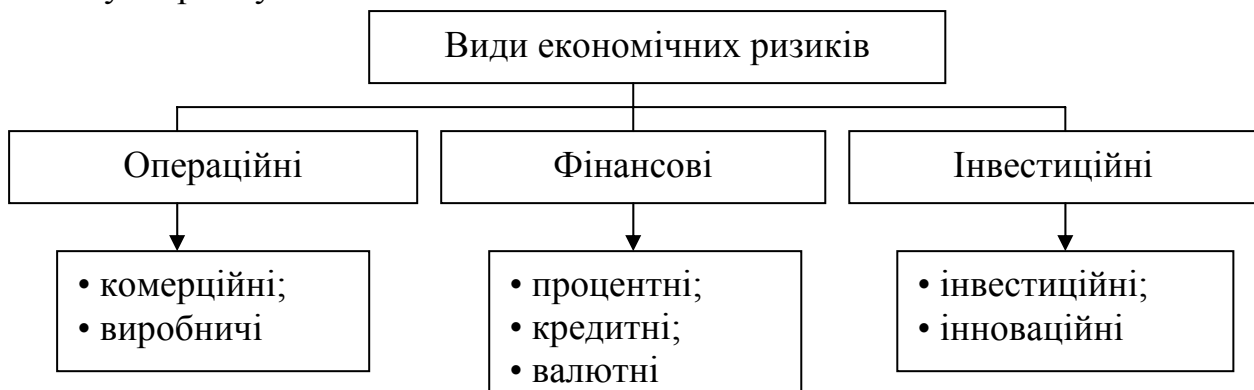 Види економічних ризиків
Операційні
Фінансові
Інвестиційні
• комерційні;
• виробничі
• процентні;
• кредитні;
• валютні
• інвестиційні;
• інноваційні